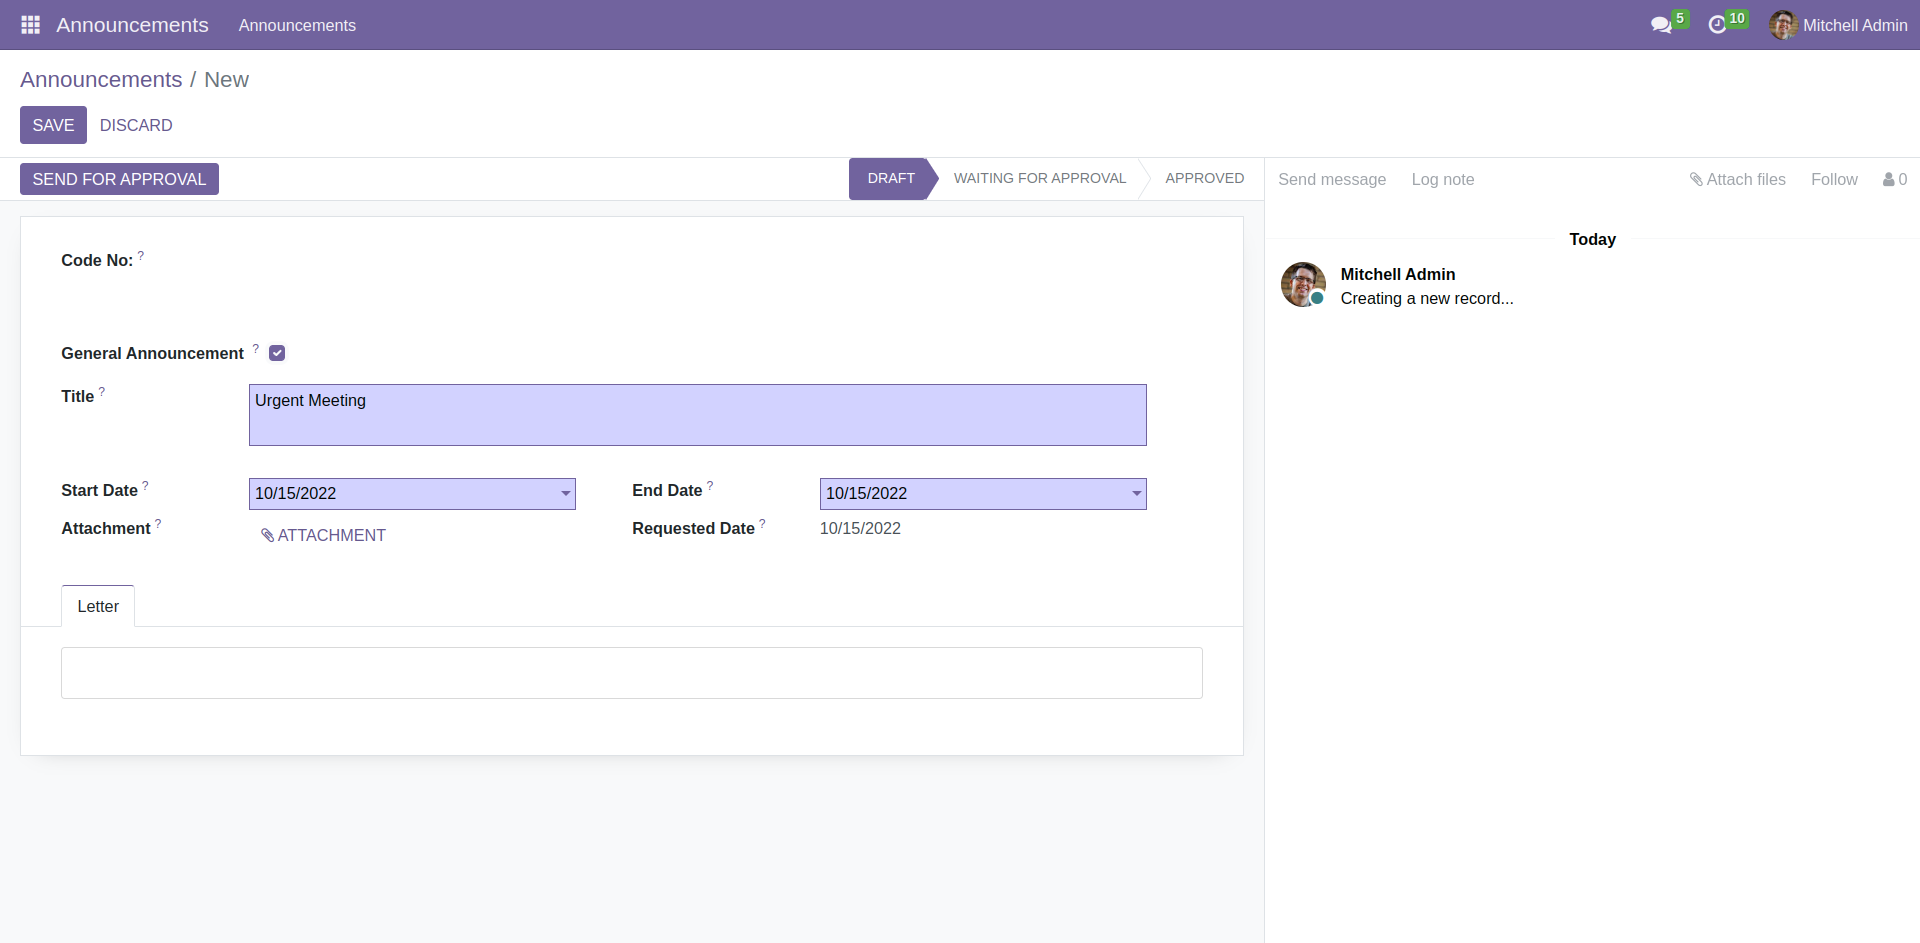 Announcements Announcements 5 10 Mitchell Admin
Announcements / New
SAVE DISCARD
SEND FOR APPROVAL DRAFT WAITING FOR APPROVAL APPROVED Send message Log note Attach files Follow 0
Code No: ?
Today
Mitchell Admin
Creating a new record...
General Announcement ?
Title ? Urgent Meeting
Start Date ? 10/15/2022 End Date ? 10/15/2022
Attachment ? ATTACHMENT Requested Date ? 10/15/2022
Letter